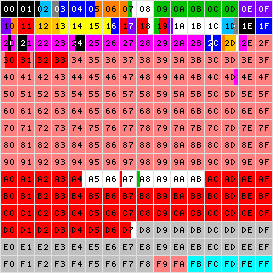 00 01 02 03 04 05 06 07 08 09 0A 0B 0C 0D 0E 0F
10 11 12 13 14 15 16 17 18 19 1A 1B 1C 1D 1E 1F
20 21 22 23 24 25 26 27 28 29 2A 2B 2C 2D 2E 2F
30 31 32 33 34 35 36 37 38 39 3A 3B 3C 3D 3E 3F
40 41 42 43 44 45 46 47 48 49 4A 4B 4C 4D 4E 4F
50 51 52 53 54 55 56 57 58 59 5A 5B 5C 5D 5E 5F
60 61 62 63 64 65 66 67 68 69 6A 6B 6C 6D 6E 6F
70 71 72 73 74 75 76 77 78 79 7A 7B 7C 7D 7E 7F
80 81 82 83 84 85 86 87 88 89 8A 8B 8C 8D 8E 8F
90 91 92 93 94 95 96 97 98 99 9A 9B 9C 9D 9E 9F
A0 A1 A2 A3 A4 A5 A6 A7 A8 A9 AA AB AC AD AE AF
B0 B1 B2 B3 B4 B5 B6 B7 B8 B9 BA BB BC BD BE BF
C0 C1 C2 C3 C4 C5 C6 C7 C8 C9 CA CB CC CD CE CF
D0 D1 D2 D3 D4 D5 D6 D7 D8 D9 DA DB DC DD DE DF
E0 E1 E2 E3 E4 E5 E6 E7 E8 E9 EA EB EC ED EE EF
F0 F1 F2 F3 F4 F5 F6 F7 F8 F9 FA FB FC FD FE FF